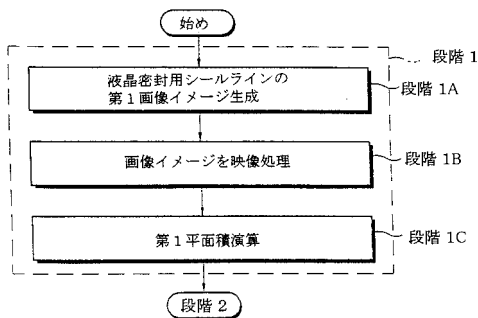 始め
段階 1
液晶密封用シールラインの
第1画像イメージ生成
段階 1A
画像イメージを映像処理
段階 1B
第1平面積演算
段階 1C
段階 2